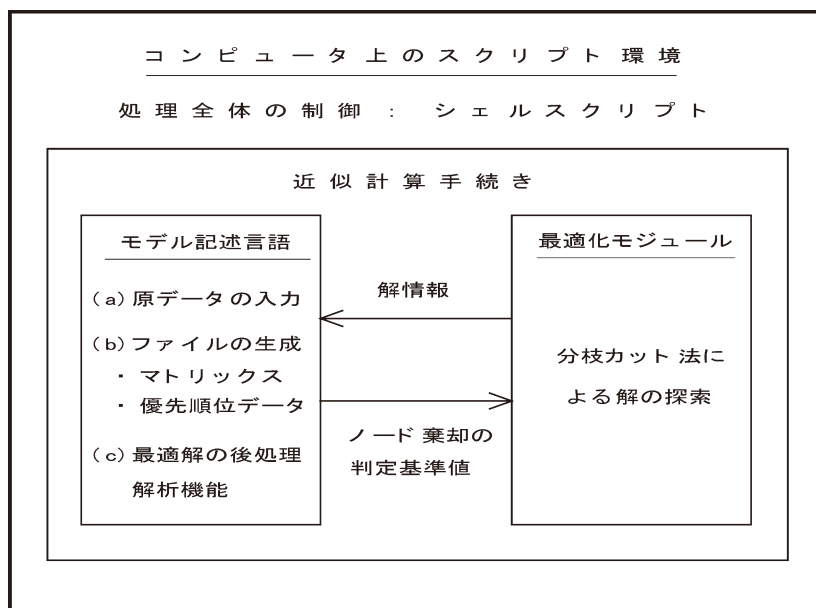 コンピュータ上のスクリプト環境
処理全体の制御 : シェルスクリプト
近似計算手続き
モデル記述言語
(a)原データの入力
(b)ファイルの生成
・マトリックス
・優先順位データ
(c)最適解の後処理
解析機能
解情報
ノード棄却の
判定基準値
最適化モジュール
分枝カット法に
よる解の探索